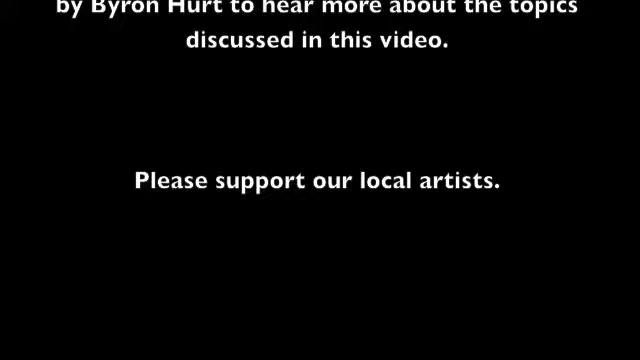 by Byron Hurt to hear more about the topics
discussed in this video.
Please support our local artists.